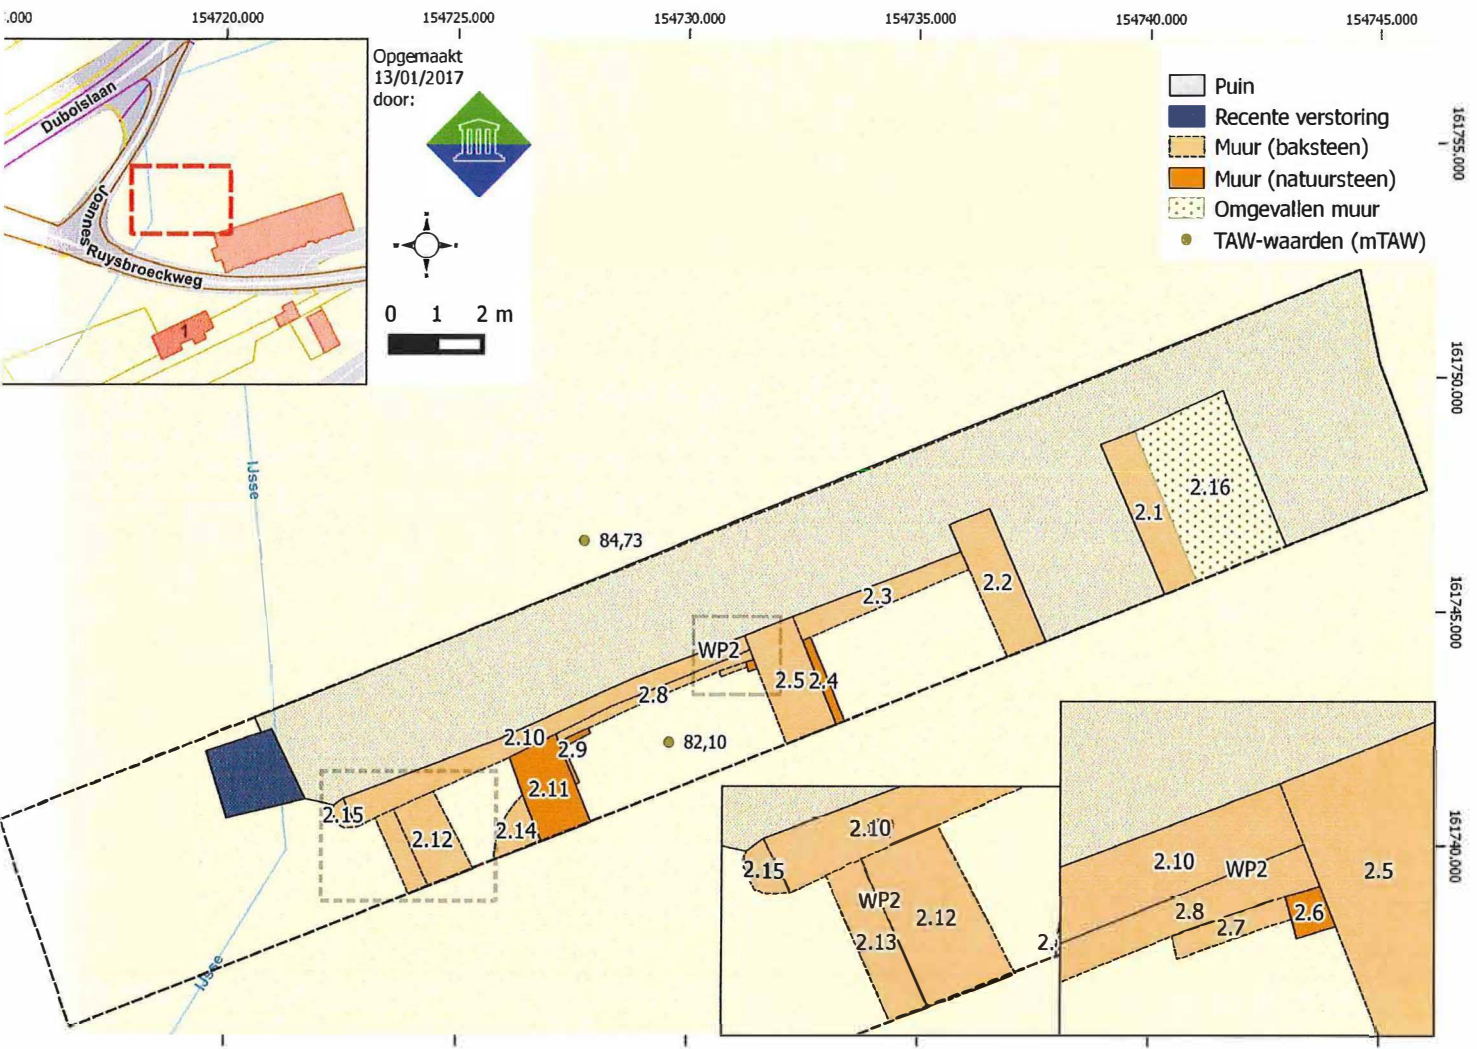 .000
154720.000
154725.000
154730.000
154735.000
154740.000
154745.000
Opgemaakt
13/01/2017
door:
Duboislaan
Joannes
Ruysbroeckweg
1
0 1 2 m
Puin
Recente verstoring
Muur (baksteen)
Muur (natuursteen)
Omgevallen muur
TAW-waarden (mTAW)
161755.000
161750.000
161745.000
161740.000
IJsse
IJsse
84,73
82,10
2.16
2.1
2.2
2.3
WP2
2.5
2.4
2.8
2.10
2.9
2.11
2.15
2.12
2.14
2.10
2.15
WP2
2.12
2.13
2.
2.10
WP2
2.5
2.8
2.7
2.6